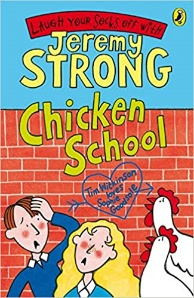 LAUGH YOUR SOCKS OFF WITH
Jeremy
STRONG
Chicken
School
Tim Wilkinson
loves
Sophie